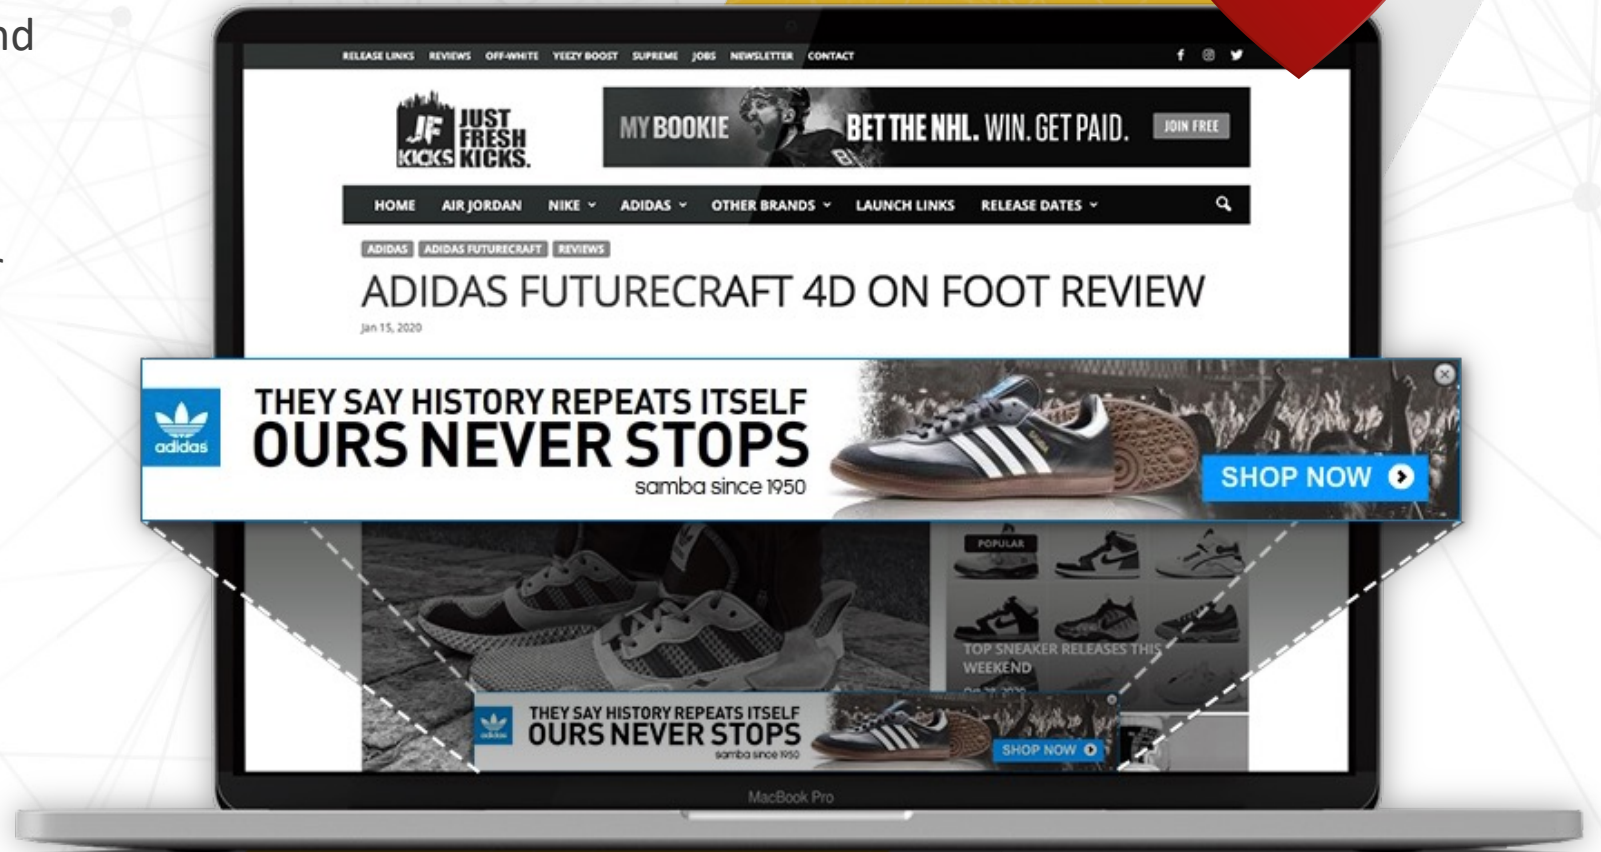 nd
r
RELEASE LINKS REVIEWS OFF-WHITE YEEZY BOOST SUPREME JOBS NEWSLETTER CONTACT
JF KICKS
JUST
FRESH
KICKS.
MYBOOKIE BET THE NHL. WIN. GET PAID. JOIN FREE
HOME AIR JORDAN NIKE ADIDAS OTHER BRANDS LAUNCH LINKS RELEASE DATES
ADIDAS ADIDAS FUTURECRAFT REVIEWS
ADIDAS FUTURECRAFT 4D ON FOOT REVIEW
Jan 15, 2020
adidas
THEY SAY HISTORY REPEATS ITSELF
OURS NEVER STOPS
samba since 1950
SHOP NOW
POPULAR
TOP SNEAKER RELEASES THIS
WEEKEND
adidas
THEY SAY HISTORY REPEATS ITSELF
OURS NEVER STOPS
samba since 1950
SHOP NOW
MacBook Pro